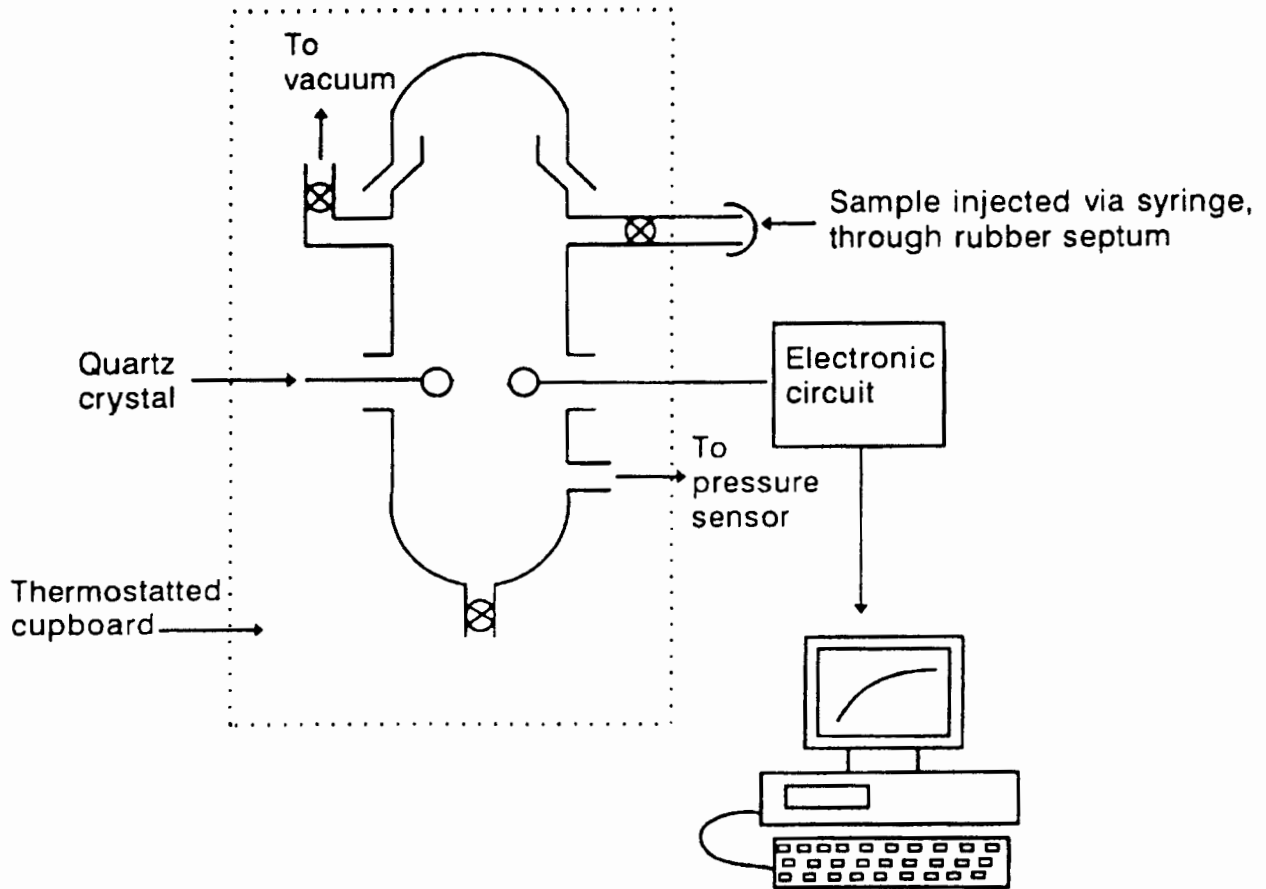 To
vacuum
Sample injected via syringe,
through rubber septum
Quartz
crystal
Electronic
circuit
To
pressure
sensor
Thermostatted
cupboard